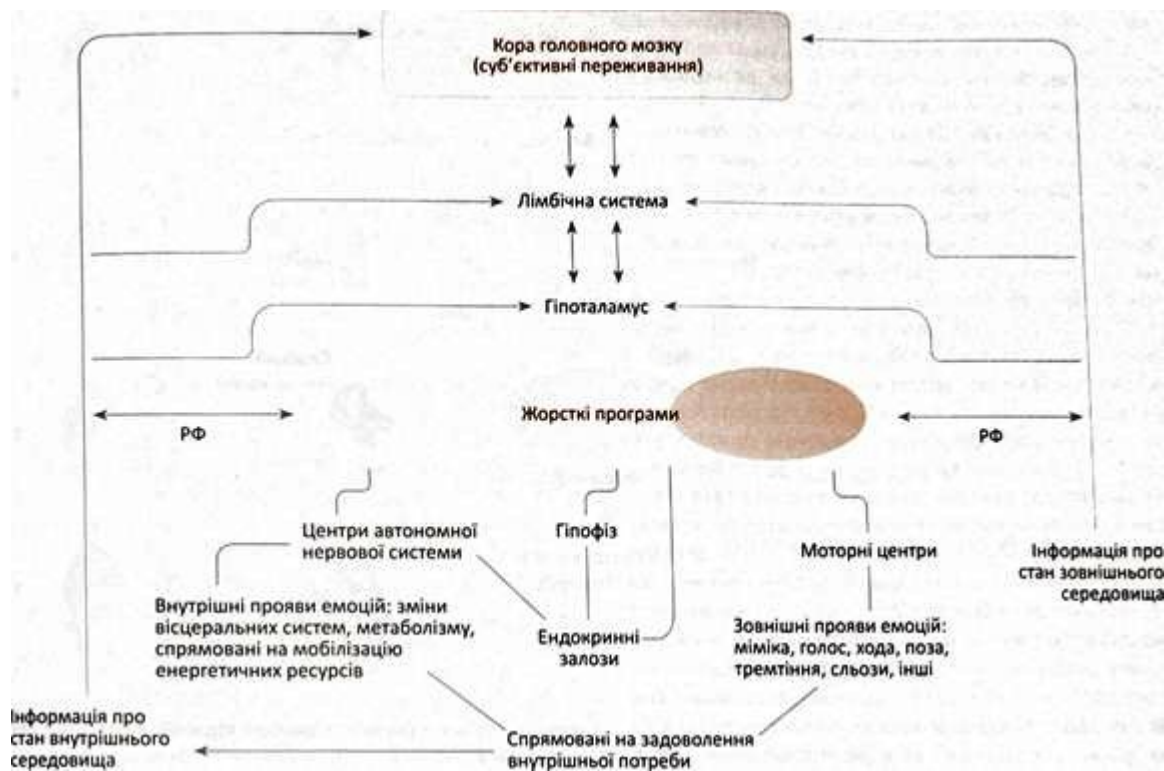 Кора головного мозку
(суб’єктивні переживання)
Лімбічна система
Гіпоталамус
Жорсткі програми
РФ
РФ
Центри автономної
нервової системи
Гіпофіз
Моторні центри
Інформація про
стан зовнішнього
середовища
Внутрішні прояви емоцій: зміни
вісцеральних систем, метаболізму,
спрямовані на мобілізацію
енергетичних ресурсів
Ендокринні
залози
Зовнішні прояви емоцій:
міміка, голос, хода, поза,
тремтіння, сльози, інші
Інформація про
стан внутрішнього
середовища
Спрямовані на задоволення
внутрішньої потреби